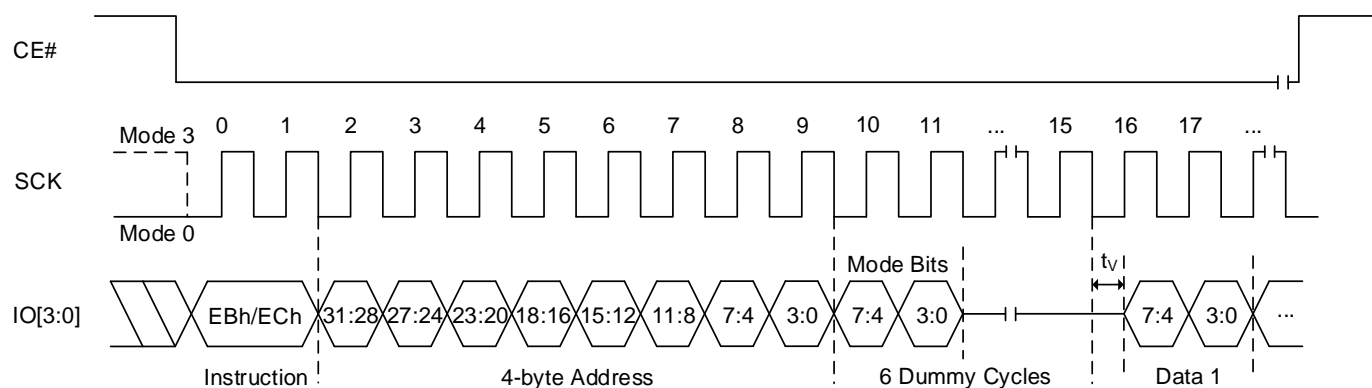 CE#
0 1 2 3 4 5 6 7 8 9 10 11 ... 15 16 17 ...
Mode 3
SCK
Mode 0
Mode Bits
tV
IO[3:0]
EBh/ECh 31:28 27:24 23:20 18:16 15:12 11:8 7:4 3:0 7:4 3:0 7:4 3:0 ...
Instruction 4-byte Address 6 Dummy Cycles Data 1